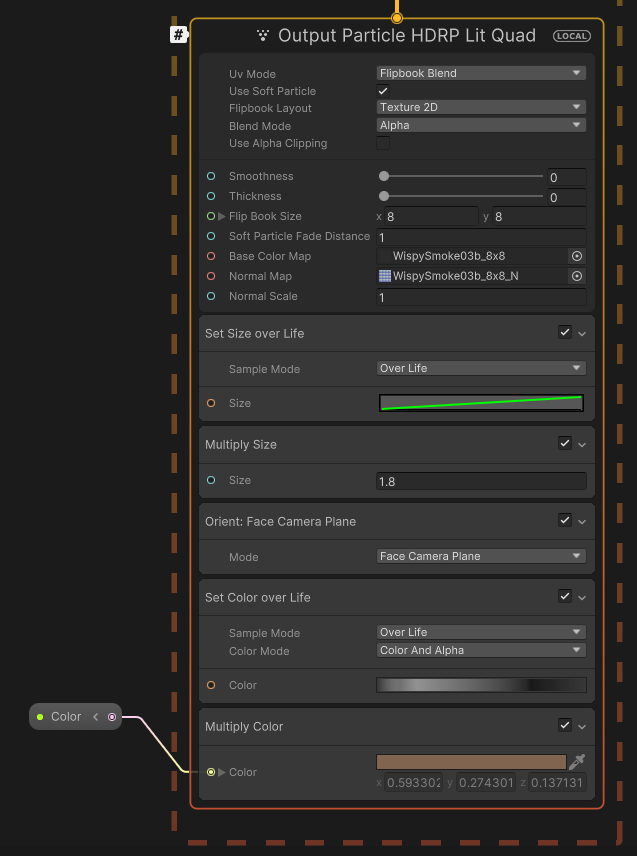 # Output Particle HDRP Lit Quad LOCAL
Uv Mode Flipbook Blend
Use Soft Particle
Flipbook Layout Texture 2D
Blend Mode Alpha
Use Alpha Clipping
Smoothness 0
Thickness 0
Flip Book Size x 8 y 8
Soft Particle Fade Distance 1
Base Color Map WispySmoke03b_8x8
Normal Map WispySmoke03b_8x8_N
Normal Scale 1
Set Size over Life
Sample Mode Over Life
Size
Multiply Size
Size 1.8
Orient: Face Camera Plane
Mode Face Camera Plane
Set Color over Life
Sample Mode Over Life
Color Mode Color And Alpha
Color
Color
Multiply Color
Color
x 0.593302 y 0.274301 z 0.137131